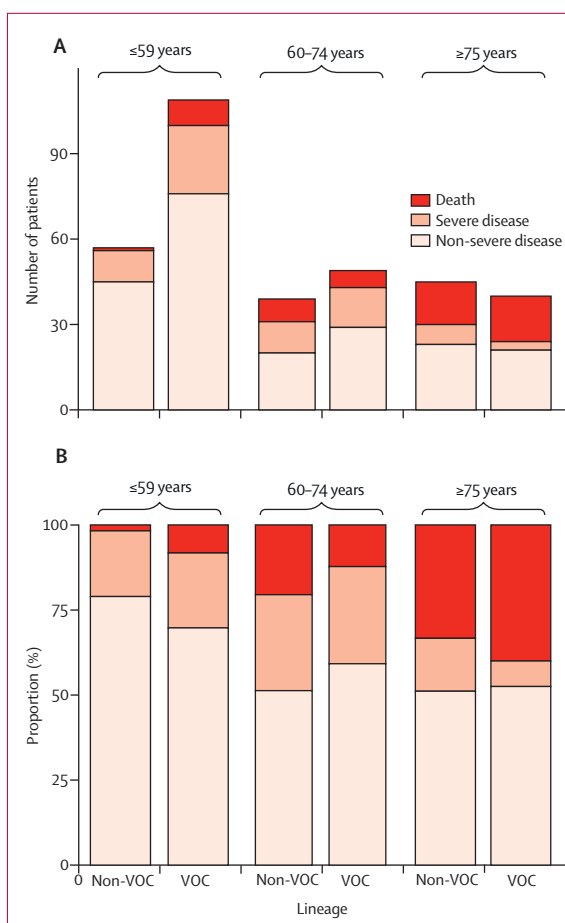 A
≤59 years
60–74 years
≥75 years
Number of patients
90
60
30
0
Death
Severe disease
Non-severe disease
B
≤59 years
60–74 years
≥75 years
Proportion (%)
100
75
50
25
0
Non-VOC
VOC
Non-VOC
VOC
Non-VOC
VOC
Lineage